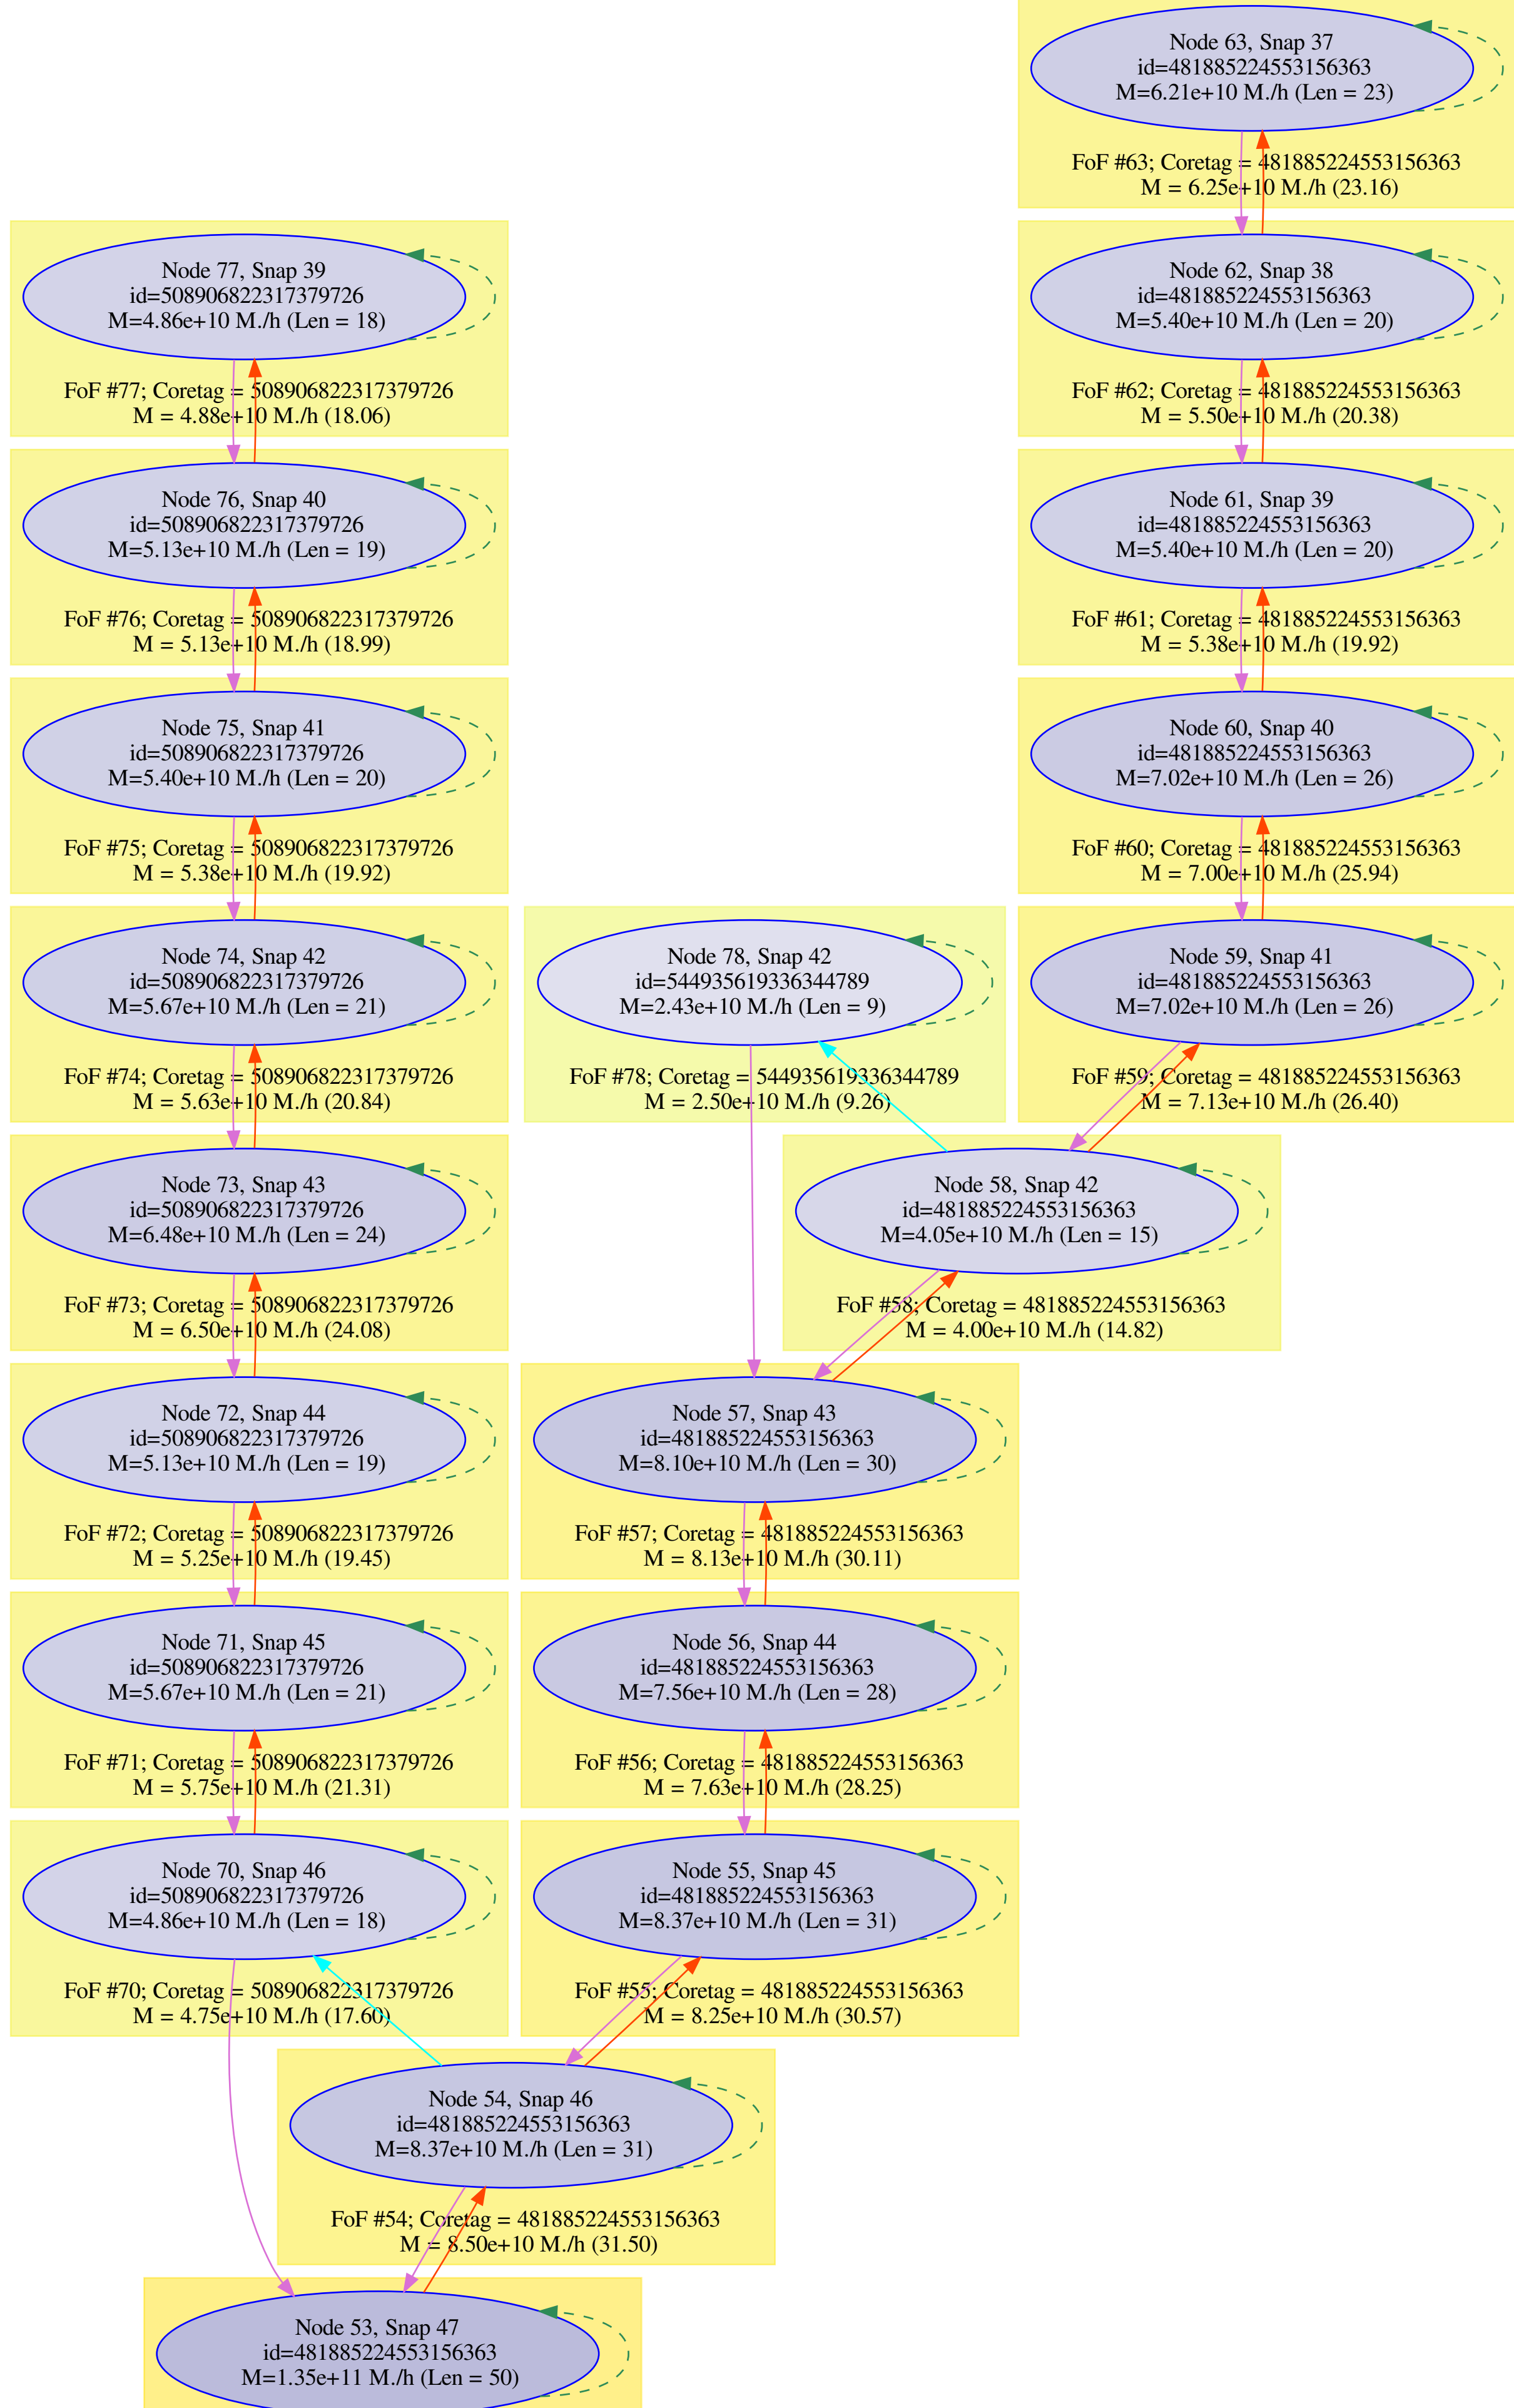 Node 63, Snap 37
id=481885224553156363
M=6.21e+10 M./h (Len = 23)
FoF #63; Coretag = 481885224553156363
M = 6.25e+10 M./h (23.16)
Node 77, Snap 39
id=508906822317379726
M=4.86e+10 M./h (Len = 18)
FoF #77; Coretag = 508906822317379726
M = 4.88e+10 M./h (18.06)
Node 62, Snap 38
id=481885224553156363
M=5.40e+10 M./h (Len = 20)
FoF #62; Coretag = 481885224553156363
M = 5.50e+10 M./h (20.38)
Node 76, Snap 40
id=508906822317379726
M=5.13e+10 M./h (Len = 19)
FoF #76; Coretag = 508906822317379726
M = 5.13e+10 M./h (18.99)
Node 61, Snap 39
id=481885224553156363
M=5.40e+10 M./h (Len = 20)
FoF #61; Coretag = 481885224553156363
M = 5.38e+10 M./h (19.92)
Node 75, Snap 41
id=508906822317379726
M=5.40e+10 M./h (Len = 20)
FoF #75; Coretag = 508906822317379726
M = 5.38e+10 M./h (19.92)
Node 60, Snap 40
id=481885224553156363
M=7.02e+10 M./h (Len = 26)
FoF #60; Coretag = 481885224553156363
M = 7.00e+10 M./h (25.94)
Node 74, Snap 42
id=508906822317379726
M=5.67e+10 M./h (Len = 21)
FoF #74; Coretag = 508906822317379726
M = 5.63e+10 M./h (20.84)
Node 78, Snap 42
id=544935619336344789
M=2.43e+10 M./h (Len = 9)
FoF #78; Coretag = 544935619336344789
M = 2.50e+10 M./h (9.26)
Node 59, Snap 41
id=481885224553156363
M=7.02e+10 M./h (Len = 26)
FoF #59; Coretag = 481885224553156363
M = 7.13e+10 M./h (26.40)
Node 73, Snap 43
id=508906822317379726
M=6.48e+10 M./h (Len = 24)
FoF #73; Coretag = 508906822317379726
M = 6.50e+10 M./h (24.08)
Node 58, Snap 42
id=481885224553156363
M=4.05e+10 M./h (Len = 15)
FoF #58; Coretag = 481885224553156363
M = 4.00e+10 M./h (14.82)
Node 72, Snap 44
id=508906822317379726
M=5.13e+10 M./h (Len = 19)
FoF #72; Coretag = 508906822317379726
M = 5.25e+10 M./h (19.45)
Node 57, Snap 43
id=481885224553156363
M=8.10e+10 M./h (Len = 30)
FoF #57; Coretag = 481885224553156363
M = 8.13e+10 M./h (30.11)
Node 71, Snap 45
id=508906822317379726
M=5.67e+10 M./h (Len = 21)
FoF #71; Coretag = 508906822317379726
M = 5.75e+10 M./h (21.31)
Node 56, Snap 44
id=481885224553156363
M=7.56e+10 M./h (Len = 28)
FoF #56; Coretag = 481885224553156363
M = 7.63e+10 M./h (28.25)
Node 70, Snap 46
id=508906822317379726
M=4.86e+10 M./h (Len = 18)
FoF #70; Coretag = 508906822317379726
M = 4.75e+10 M./h (17.60)
Node 55, Snap 45
id=481885224553156363
M=8.37e+10 M./h (Len = 31)
FoF #55; Coretag = 481885224553156363
M = 8.25e+10 M./h (30.57)
Node 54, Snap 46
id=481885224553156363
M=8.37e+10 M./h (Len = 31)
FoF #54; Coretag = 481885224553156363
M = 8.50e+10 M./h (31.50)
Node 53, Snap 47
id=481885224553156363
M=1.35e+11 M./h (Len = 50)